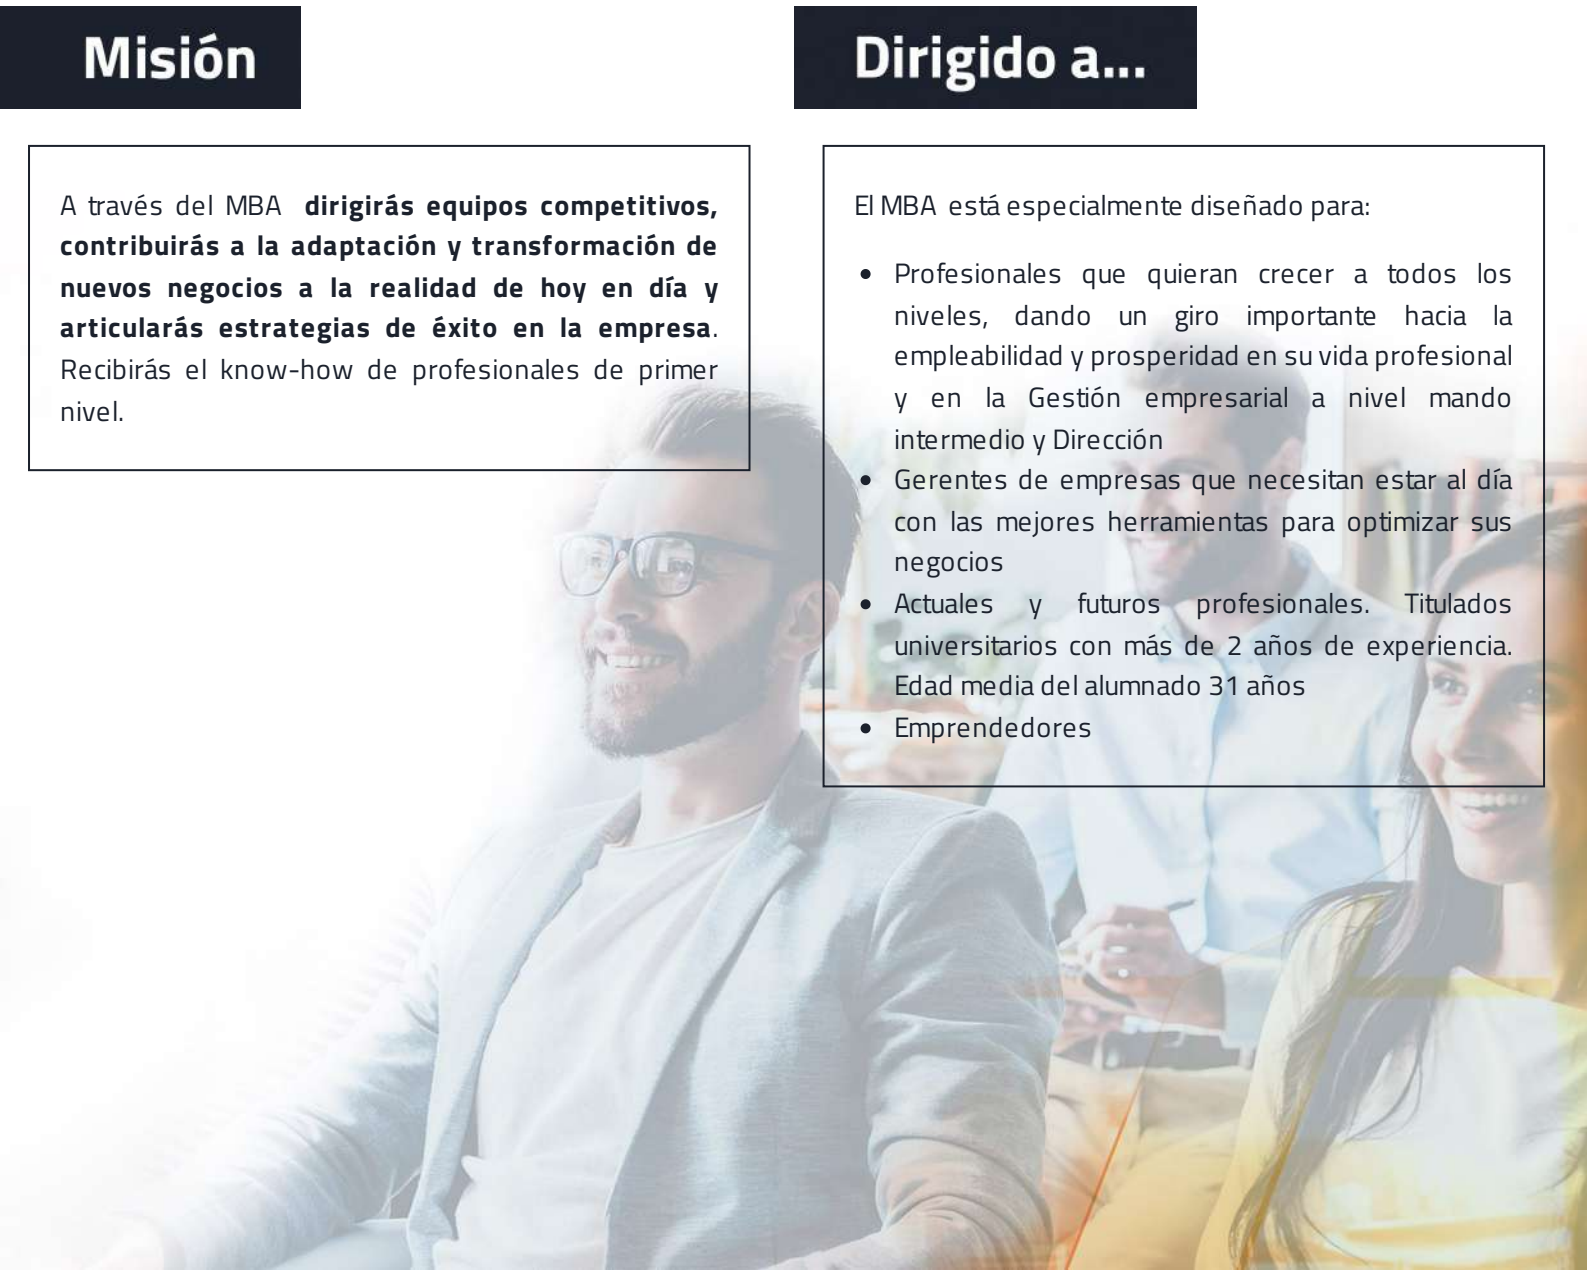 Misión
A través del MBA dirigirás equipos competitivos,
contribuirás a la adaptación y transformación de
nuevos negocios a la realidad de hoy en día y
articularás estrategias de éxito en la empresa.
Recibirás el know-how de profesionales de primer
nivel.
Dirigido a...
El MBA está especialmente diseñado para:
• Profesionales que quieran crecer a todos los
niveles, dando un giro importante hacia la
empleabilidad y prosperidad en su vida profesional
y en la Gestión empresarial a nivel mando
intermedio y Dirección
• Gerentes de empresas que necesitan estar al día
con las mejores herramientas para optimizar sus
negocios
• Actuales y futuros profesionales. Titulados
universitarios con más de 2 años de experiencia.
Edad media del alumnado 31 años
• Emprendedores